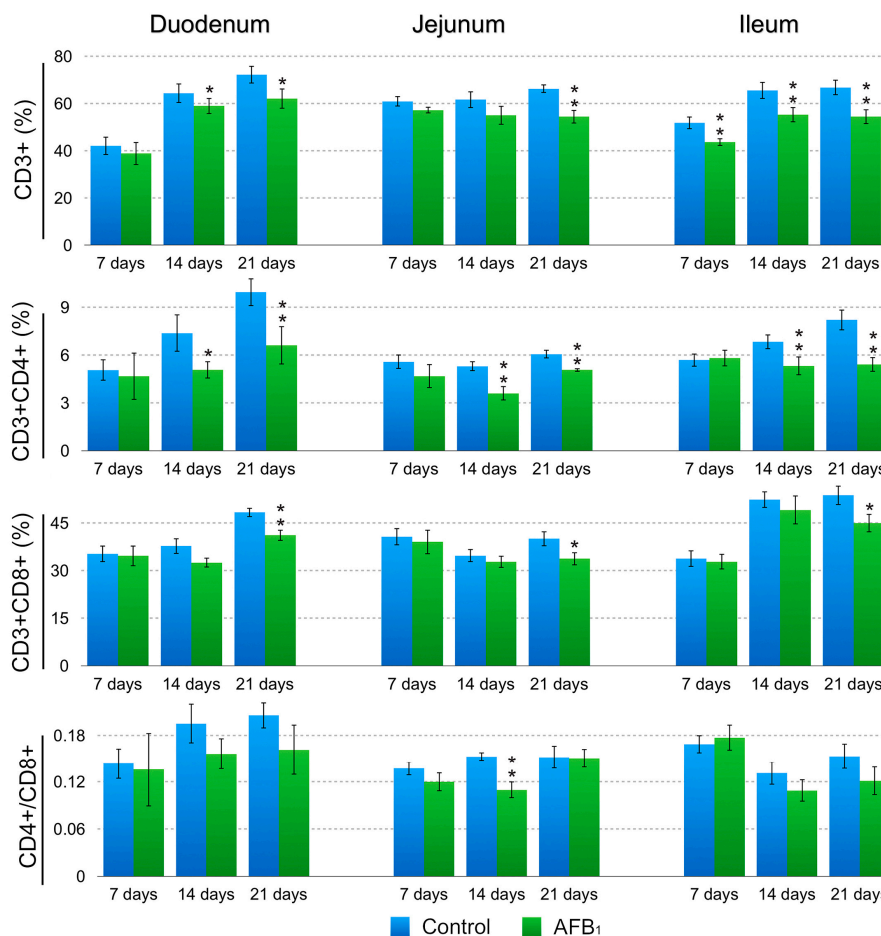 Duodenum Jejunum Ileum
CD3+ (%)
80
60
40
20
0
* * ** ** ** **
7 days 14 days 21 days 7 days 14 days 21 days 7 days 14 days 21 days
CD3+CD4+ (%)
9
6
3
0
* ** ** ** ** **
7 days 14 days 21 days 7 days 14 days 21 days 7 days 14 days 21 days
CD3+CD8+ (%)
45
30
15
0
** * *
7 days 14 days 21 days 7 days 14 days 21 days 7 days 14 days 21 days
CD4+/CD8+
0.18
0.12
0.06
0
**
7 days 14 days 21 days 7 days 14 days 21 days 7 days 14 days 21 days
Control AFB₁